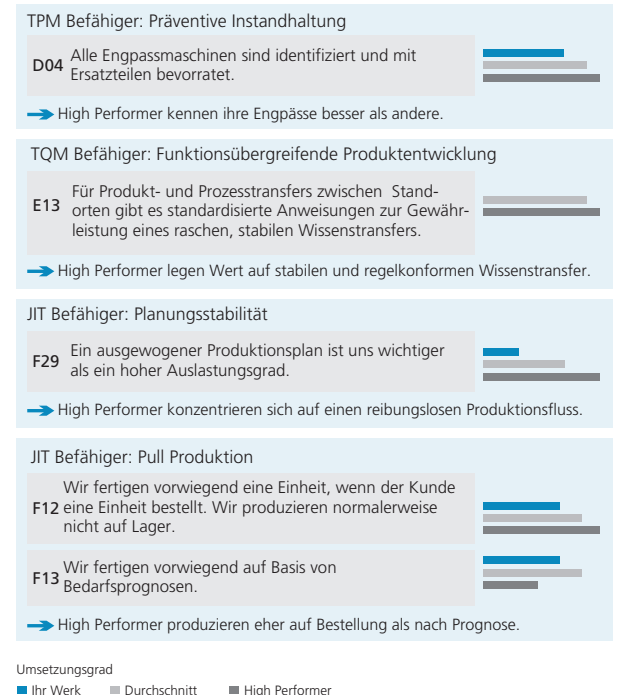 TPM Befähiger: Präventive Instandhaltung
D04 Alle Engpassmaschinen sind identifiziert und mit
Ersatzteilen bevorratet.
High Performer kennen ihre Engpässe besser als andere.
TQM Befähiger: Funktionsübergreifende Produktentwicklung
Für Produkt- und Prozesstransfers zwischen Stand-
E13 orten gibt es standardisierte Anweisungen zur Gewähr-
leistung eines raschen, stabilen Wissenstransfers.
High Performer legen Wert auf stabilen und regelkonformen Wissenstransfer.
JIT Befähiger: Planungsstabilität
F29 Ein ausgewogener Produktionsplan ist uns wichtiger
als ein hoher Auslastungsgrad.
High Performer konzentrieren sich auf einen reibungslosen Produktionsfluss.
JIT Befähiger: Pull Produktion
Wir fertigen vorwiegend eine Einheit, wenn der Kunde
F12 eine Einheit bestellt. Wir produzieren normalerweise
nicht auf Lager.
F13 Wir fertigen vorwiegend auf Basis von
Bedarfsprognosen.
High Performer produzieren eher auf Bestellung als nach Prognose.
Umsetzungsgrad
Ihr Werk Durchschnitt High Performer